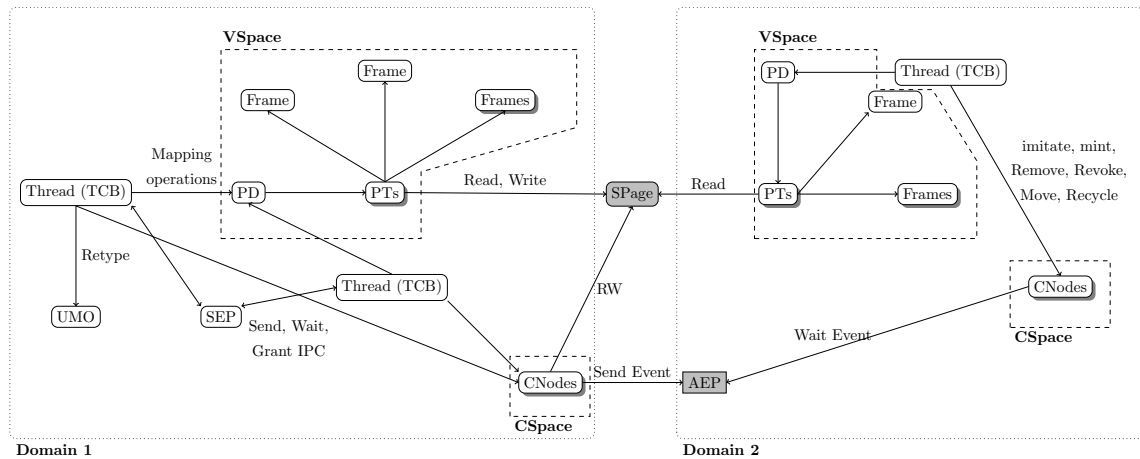 VSpace
VSpace
Frame
PD
Thread (TCB)
Frame
Frames
Frame
Mapping
operations
imitate, mint,
Remove, Revoke,
Move, Recycle
Thread (TCB)
PD
PTs
Read, Write
SPage
Read
PTs
Frames
Retype
Thread (TCB)
CNodes
RW
UMO
SEP
Send, Wait,
Grant IPC
Wait Event
CSpace
Send Event
CNodes
AEP
CSpace
Domain 1
Domain 2